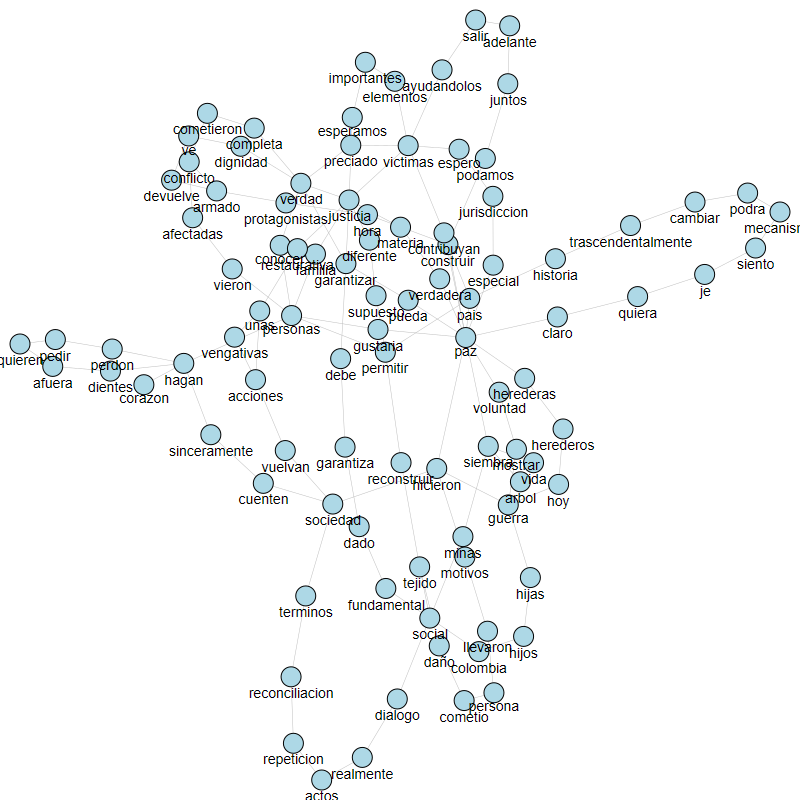 salir
adelante
importantes
elementos
ayudandolos
juntos
cometieron
completa
esperamos
ve
dignidad
preciado
victimas
espero
podamos
conflicto
devuelve
armado
verdad
protagonistas
justicia
jurisdiccion
podra
cambiar
mecanism
afectadas
hora
materia
contribuyan
trascendentalmente
diferente
construir
conocer
restaurativa
familia
garantizar
especial
historia
siento
vieron
verdadera
je
supuesto
pueda
pais
quiera
unas
personas
claro
vengativas
gustaria
paz
quieren
pedir
perdon
hagan
debe
permitir
afuera
dientes
corazon
acciones
voluntad
herederas
sinceramente
vuelvan
garantiza
reconstruir
hicieron
siembra
mostrar
herederos
vida
cuenten
arbol
hoy
sociedad
guerra
dado
minas
motivos
tejido
hijas
terminos
fundamental
social
llevaron
hijos
daño
colombia
reconciliacion
dialogo
cometio
persona
repeticion
realmente
actos